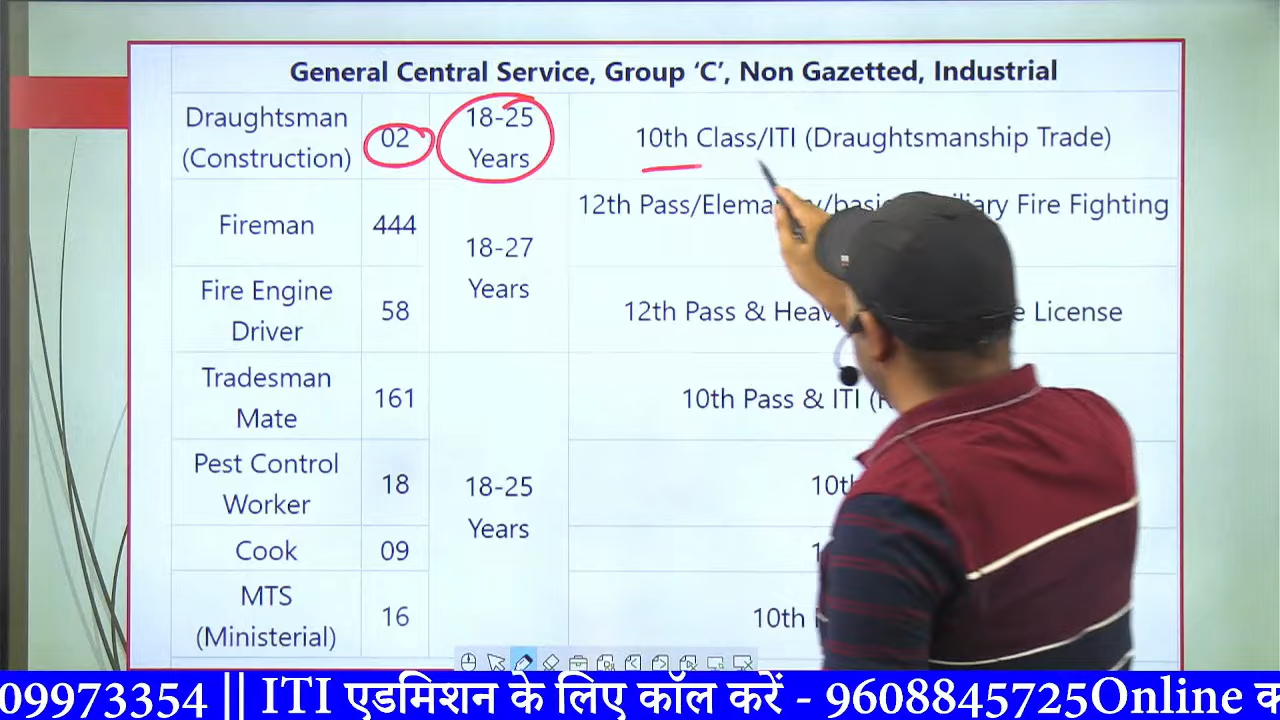 General Central Service, Group ‘C’, Non Gazetted, Industrial
Draughtsman
(Construction)
02
18-25
Years
10th Class/ITI (Draughtsmanship Trade)
Fireman
444
18-27
Years
12th Pass/ Fire Fighting
Fire Engine
Driver
58
12th Pass & License
Tradesman
Mate
161
10th Pass & ITI
Pest Control
Worker
18
18-25
Years
Cook
09
MTS
(Ministerial)
16
10th
09973354 || ITI एडमिशन के लिए कॉल करें - 9608845725Online